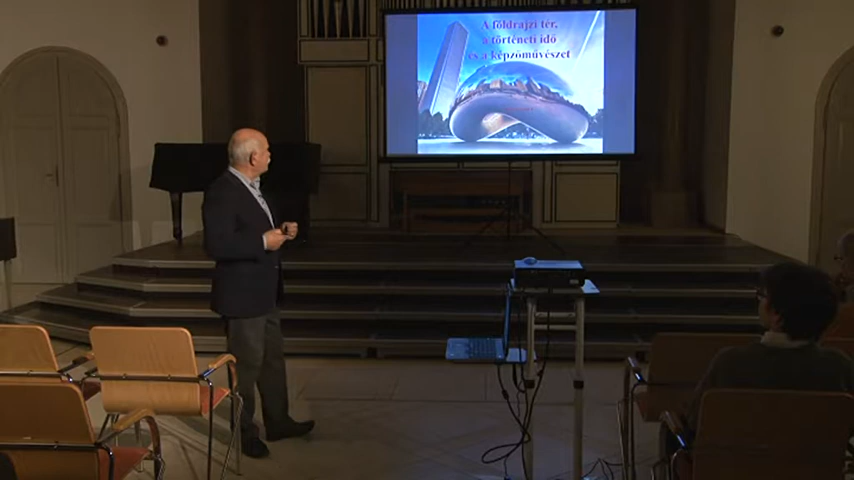 A földrajzi tér,
a történeti idő
és a képzőművészet